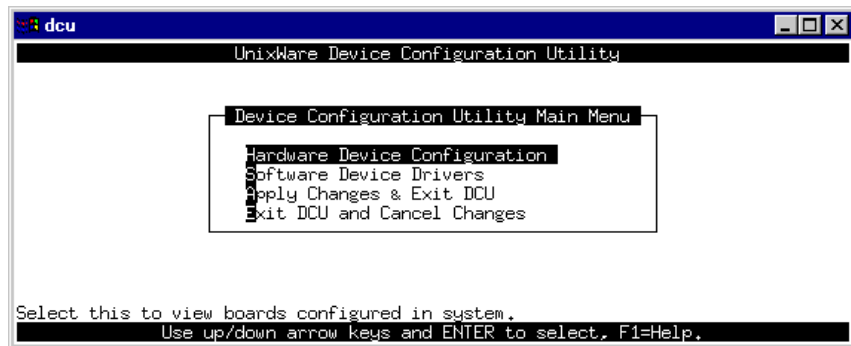 dcu
UnixWare Device Configuration Utility
Device Configuration Utility Main Menu
Hardware Device Configuration
Software Device Drivers
Apply Changes & Exit DCU
Exit DCU and Cancel Changes
Select this to view boards configured in system.
Use up/down arrow keys and ENTER to select, F1=Help.